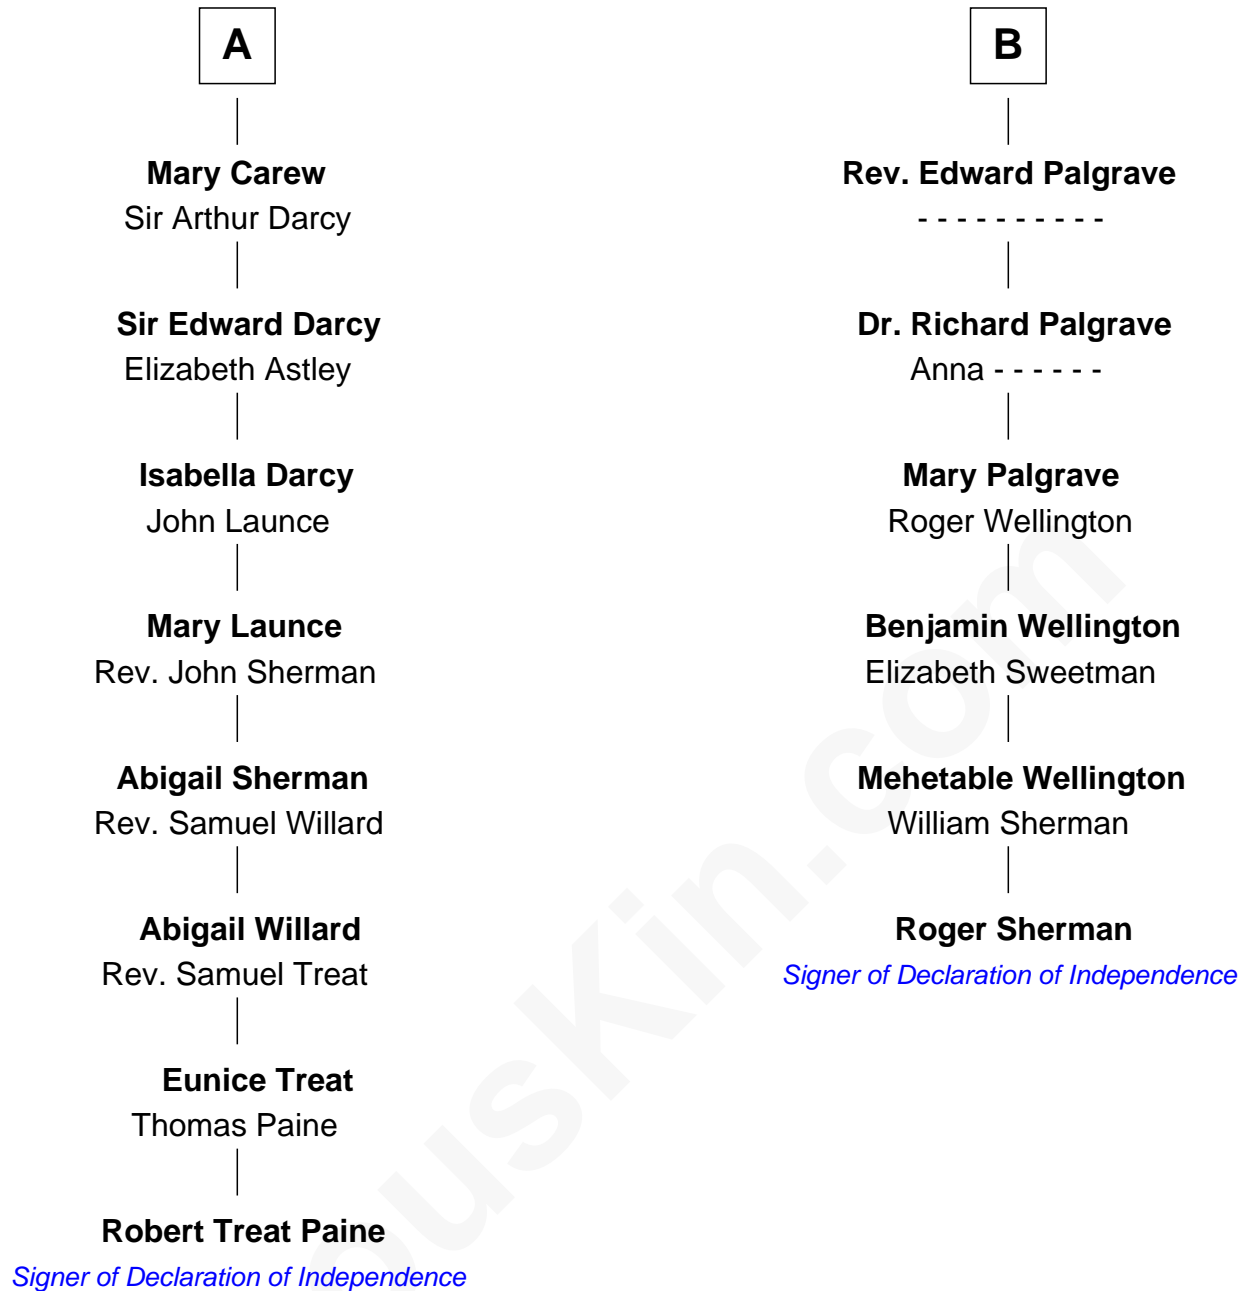 A
Mary Carew
Sir Arthur Darcy
Sir Edward Darcy
Elizabeth Astley
Isabella Darcy
John Launce
Mary Launce
Rev. John Sherman
Abigail Sherman
Rev. Samuel Willard
Abigail Willard
Rev. Samuel Treat
Eunice Treat
Thomas Paine
Robert Treat Paine
Signer of Declaration of Independence
B
Rev. Edward Palgrave
- - - - - - - - - -
Dr. Richard Palgrave
Anna - - - - - -
Mary Palgrave
Roger Wellington
Benjamin Wellington
Elizabeth Sweetman
Mehetable Wellington
William Sherman
Roger Sherman
Signer of Declaration of Independence
ousKin.com